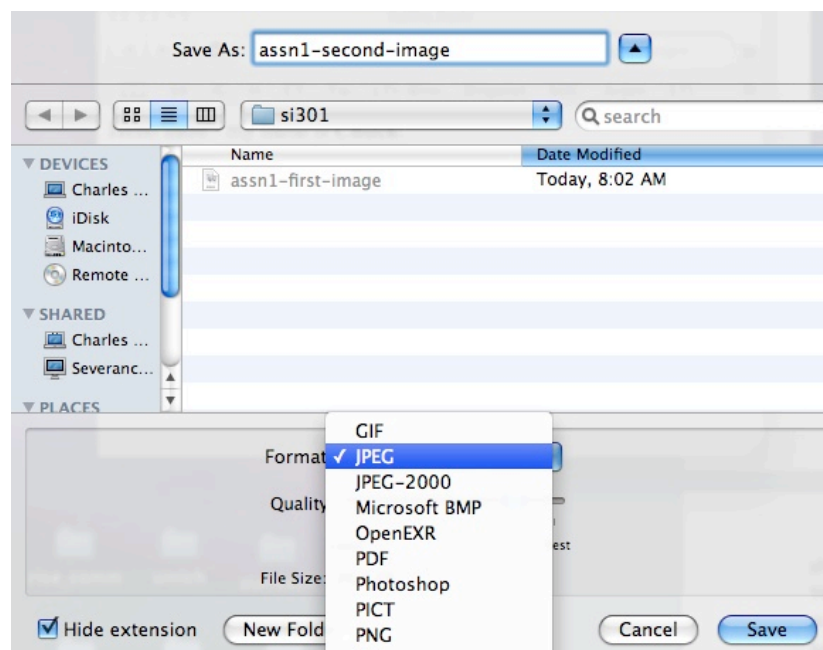 Save As: assn1-second-image
si301
search
Name Date Modified
DEVICES
assn1-first-image Today, 8:02 AM
Charles ...
iDisk
Macinto...
Remote ...
SHARED
Charles ...
Severanc...
PLACES
GIF
Format JPEG
JPEG-2000
Quality Microsoft BMP
OpenEXR
est
PDF
File Size: Photoshop
PICT
Hide extension New Fold PNG Cancel Save